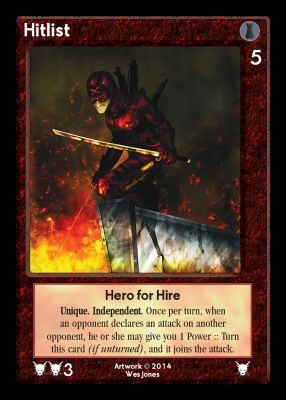 Hitlist
5
Hero for Hire
Unique. Independent. Once per turn, when
an opponent declares an attack on another
opponent, he or she may give you 1 Power :: Turn
this card (if unturned), and it joins the attack.
3
Artwork © 2014
Wes Jones